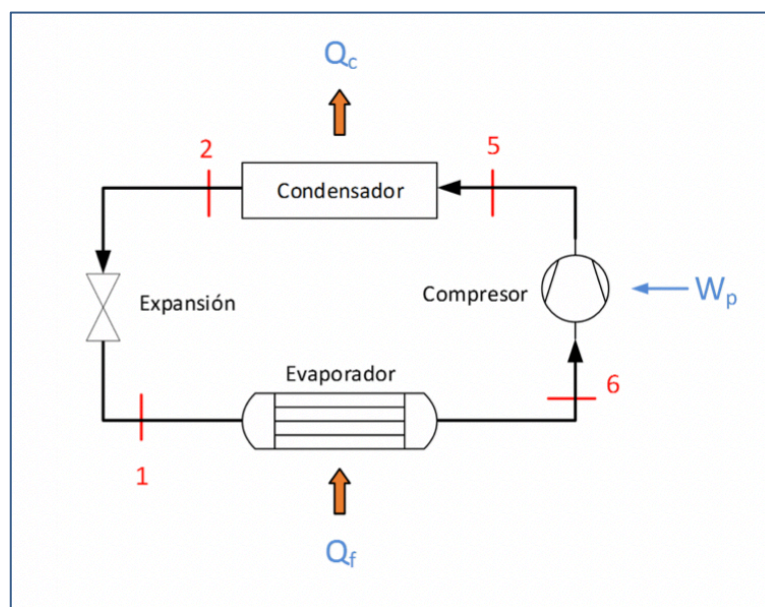 Qc
2
5
Condensador
Expansión
Compresor
Wp
Evaporador
6
1
Qf